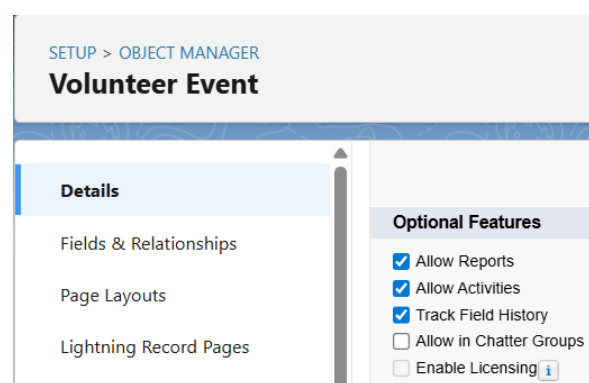 SETUP > OBJECT MANAGER
Volunteer Event
Details
Fields & Relationships
Page Layouts
Lightning Record Pages
Optional Features
Allow Reports
Allow Activities
Track Field History
Allow in Chatter Groups
Enable Licensing i